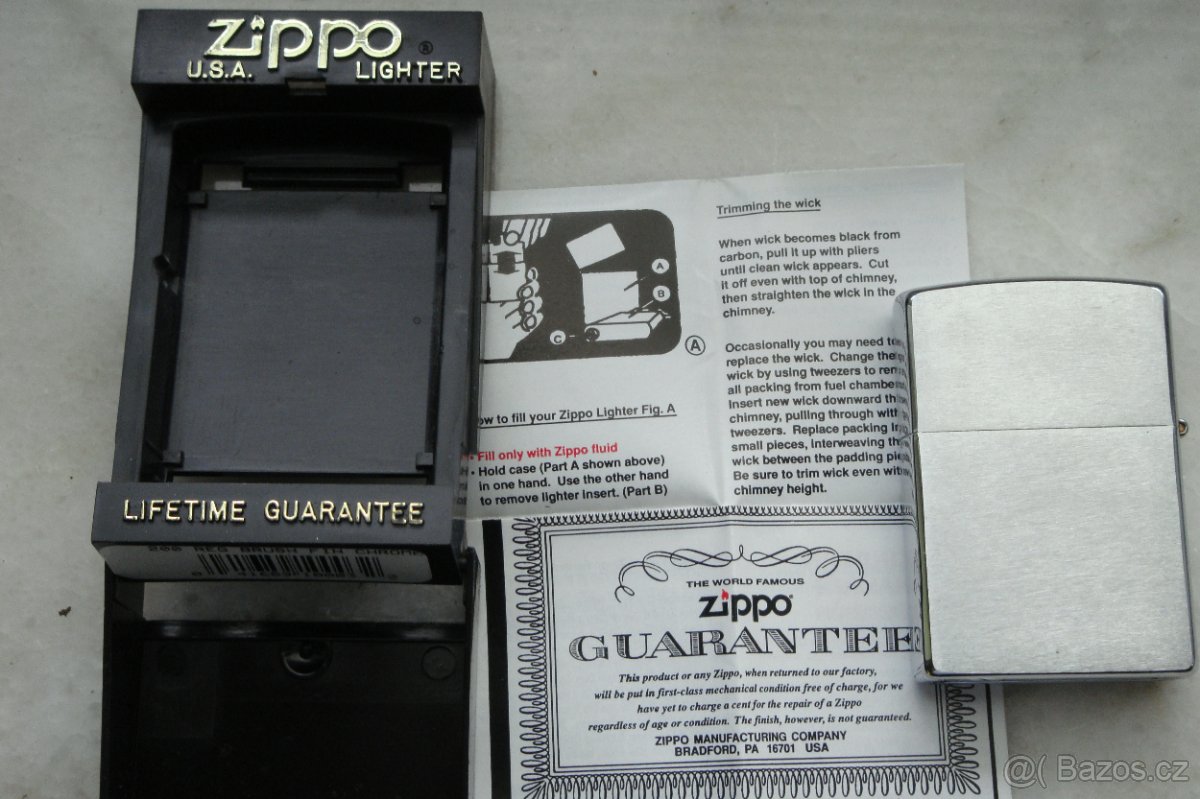 Zippo ®
U.S.A. LIGHTER
LIFETIME GUARANTEE
200 REG BRUSH FIN CHROME
A
B
C
A
ow to fill your Zippo Lighter Fig. A
• Fill only with Zippo fluid
• Hold case (Part A shown above)
in one hand. Use the other hand
to remove lighter insert. (Part B)
Trimming the wick
When wick becomes black from
carbon, pull it up with pliers
until clean wick appears. Cut
it off even with top of chimney,
then straighten the wick in the
chimney.
Occasionally you may need
replace the wick. Change the
wick by using tweezers to
all packing from fuel
Insert new wick downward
chimney, pulling through
tweezers. Replace packing
small pieces, interweaving
wick between the padding
Be sure to trim wick even
chimney height.
THE WORLD FAMOUS
Zippo®
GUARANTEE
This product or any Zippo, when returned to our factory,
will be put in first-class mechanical condition free of charge, for we
have yet to charge a cent for the repair of a Zippo
regardless of age or condition. The finish, however, is not guaranteed.
ZIPPO MANUFACTURING COMPANY
BRADFORD, PA 16701 USA
@( Bazos.cz